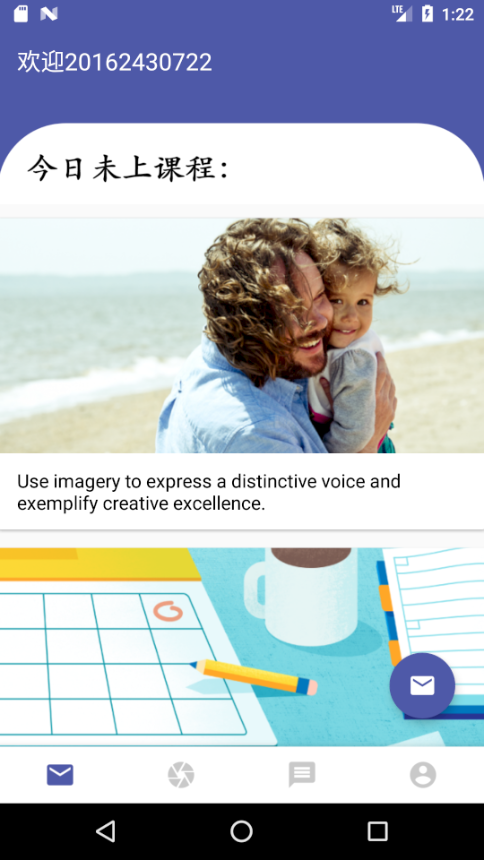 LTE
1:22
欢迎20162430722
今日未上课程:
Use imagery to express a distinctive voice and
exemplify creative excellence.